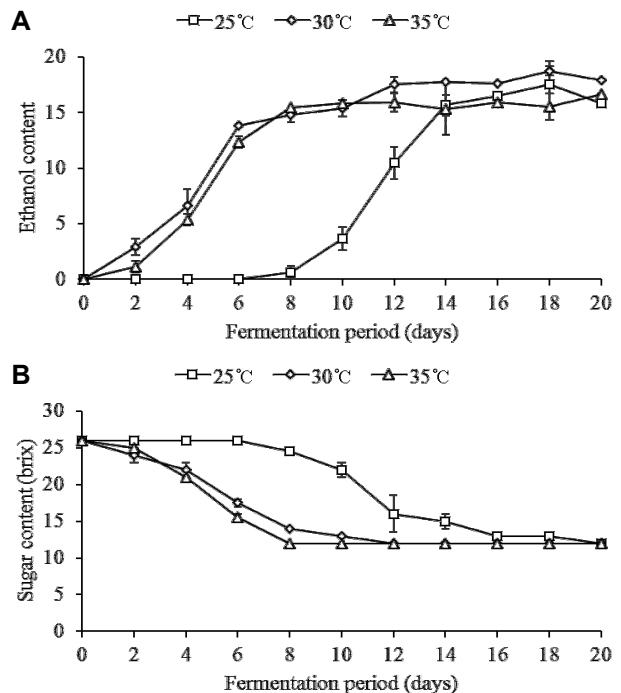 A
25℃ 30℃ 35℃
20
15
10
5
0
Ethanol content
0 2 4 6 8 10 12 14 16 18 20
Fermentation period (days)
B
25℃ 30℃ 35℃
30
25
20
15
10
5
0
Sugar content (brix)
0 2 4 6 8 10 12 14 16 18 20
Fermentation period (days)